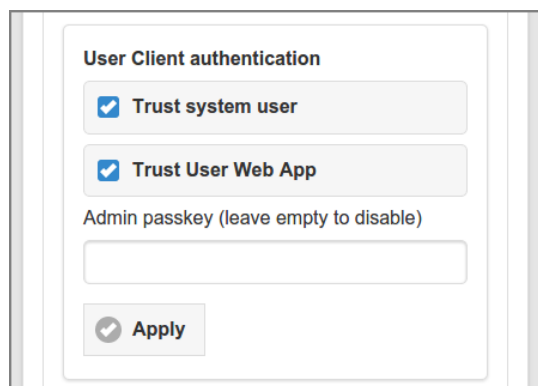 User Client authentication
Trust system user
Trust User Web App
Admin passkey (leave empty to disable)
Apply